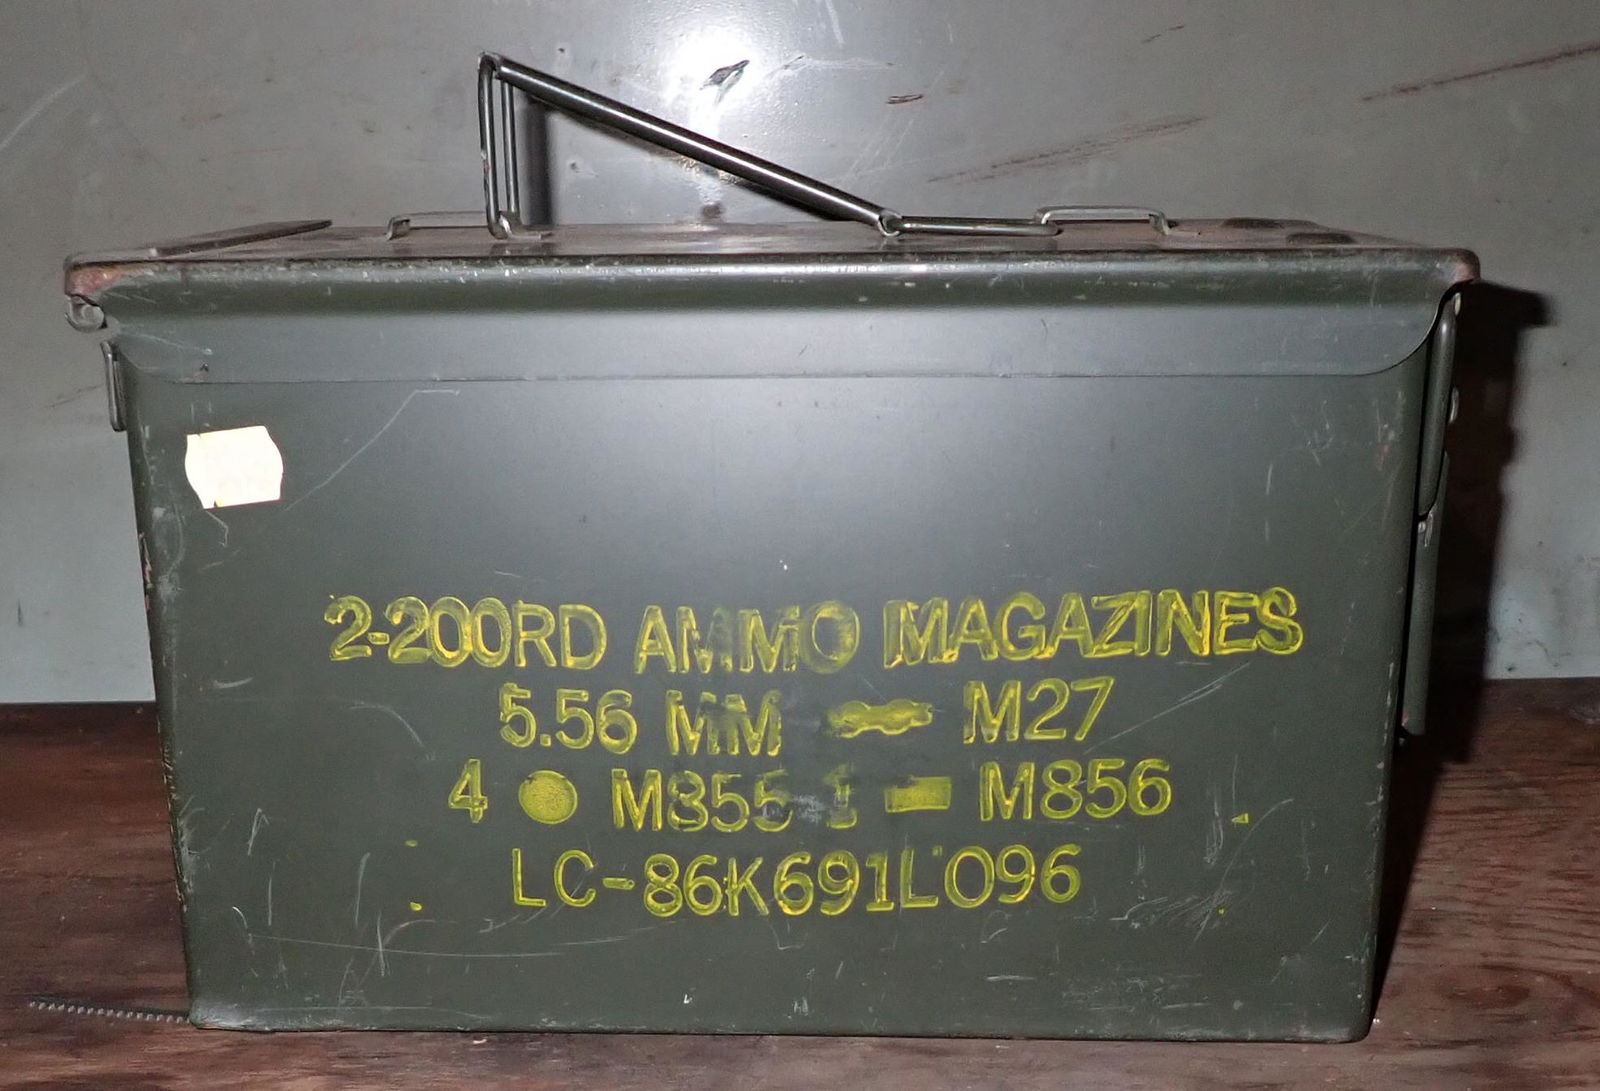 2-200RD AMMO MAGAZINES
5.56 MM M27
4 M855 1 M856
LC-86K691L096